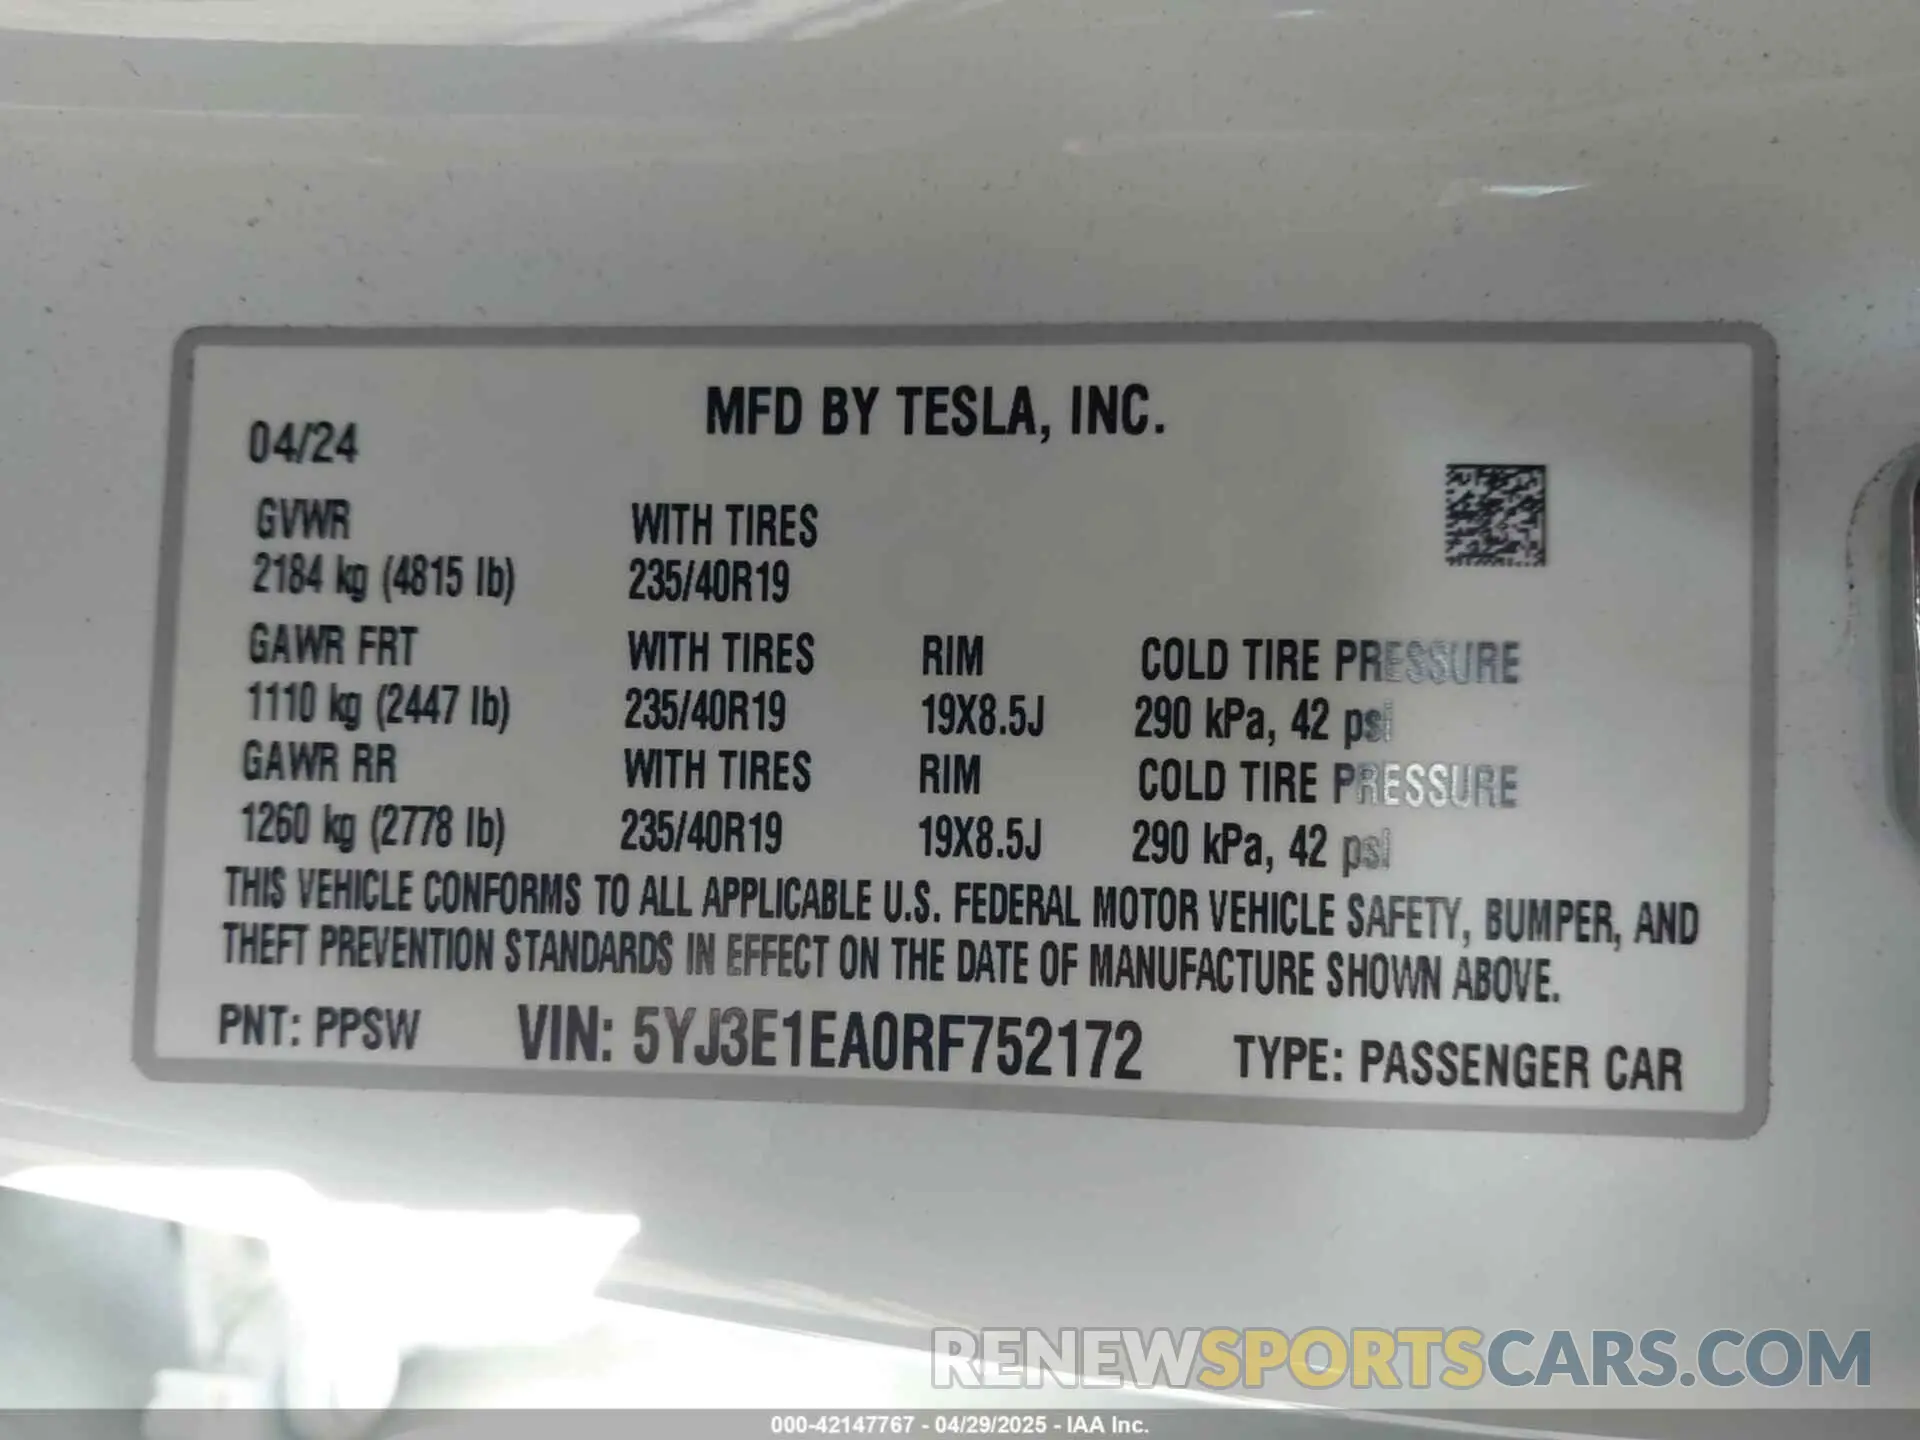 MFD BY TESLA, INC.
04/24
GVWR WITH TIRES
2184 kg (4815 lb) 235/40R19
GAWR FRT WITH TIRES RIM COLD TIRE PRESSURE
1110 kg (2447 lb) 235/40R19 19X8.5J 290 kPa, 42 psi
GAWR RR WITH TIRES RIM COLD TIRE PRESSURE
1260 kg (2778 lb) 235/40R19 19X8.5J 290 kPa, 42 psi
THIS VEHICLE CONFORMS TO ALL APPLICABLE U.S. FEDERAL MOTOR VEHICLE SAFETY, BUMPER, AND
THEFT PREVENTION STANDARDS IN EFFECT ON THE DATE OF MANUFACTURE SHOWN ABOVE.
PNT: PPSW VIN: 5YJ3E1EA0RF752172 TYPE: PASSENGER CAR
RENEWSPORTSCARS.COM
000-42147767 - 04/29/2025 - IAA Inc.